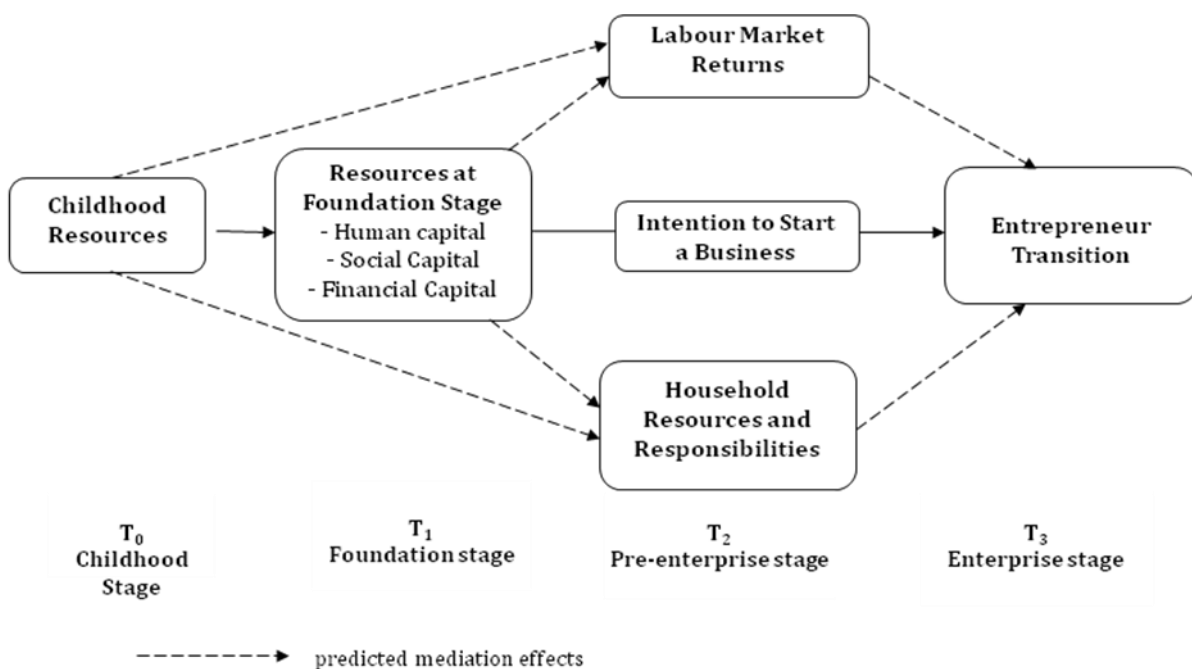 Labour Market
Returns
Childhood
Resources
Resources at
Foundation Stage
- Human capital
- Social Capital
- Financial Capital
Intention to Start
a Business
Entrepreneur
Transition
Household
Resources and
Responsibilities
T₀
Childhood
Stage
T₁
Foundation stage
T₂
Pre-enterprise stage
T₃
Enterprise stage
predicted mediation effects